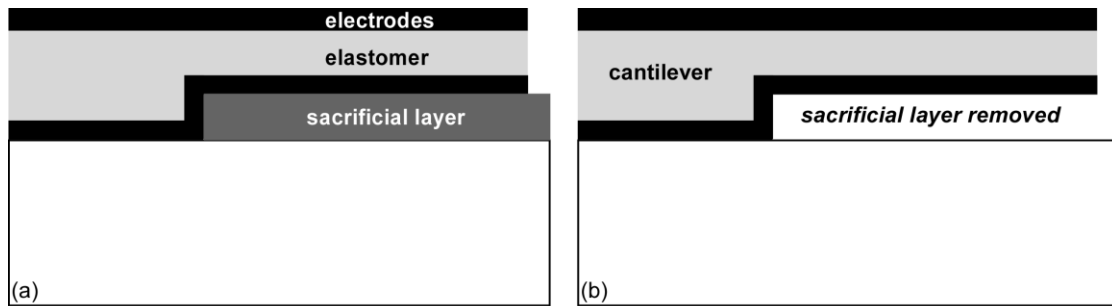 electrodes
elastomer
sacrificial layer
(a)
cantilever
sacrificial layer removed
(b)